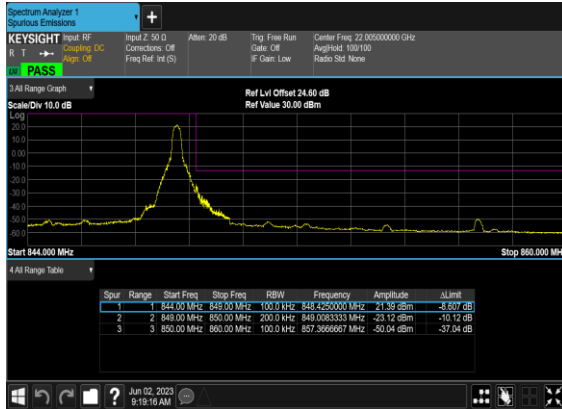 Spectrum Analyzer 1
Spurious Emissions
+
KEYSIGHT Input: RF Input Z: 50 Ω Atten: 20 dB Trig: Free Run Center Freq: 22.005000000 GHz
R T Coupling: DC Corrections: Off Gate: Off Avg|Hold: 100/100
Align: Off Freq Ref: Int (S) IF Gain: Low Radio Std: None
PASS
3 All Range Graph Ref Lvl Offset 24.60 dB
Scale/Div 10.0 dB Ref Value 30.00 dBm
Log
20.0
10.0
0.00
-10.0
-20.0
-30.0
-40.0
-50.0
-60.0
Start 844.000 MHz Stop 860.000 MH
4 All Range Table
Spur Range Start Freq Stop Freq RBW Frequency Amplitude ΔLimit
1 1 844.00 MHz 849.00 MHz 100.0 kHz 848.4250000 MHz 21.39 dBm -8.607 dB
2 2 849.00 MHz 850.00 MHz 200.0 kHz 849.0083333 MHz -23.12 dBm -10.12 dB
3 3 850.00 MHz 860.00 MHz 100.0 kHz 857.3666667 MHz -50.04 dBm -37.04 dB
? Jun 02, 2023
9:19:16 AM